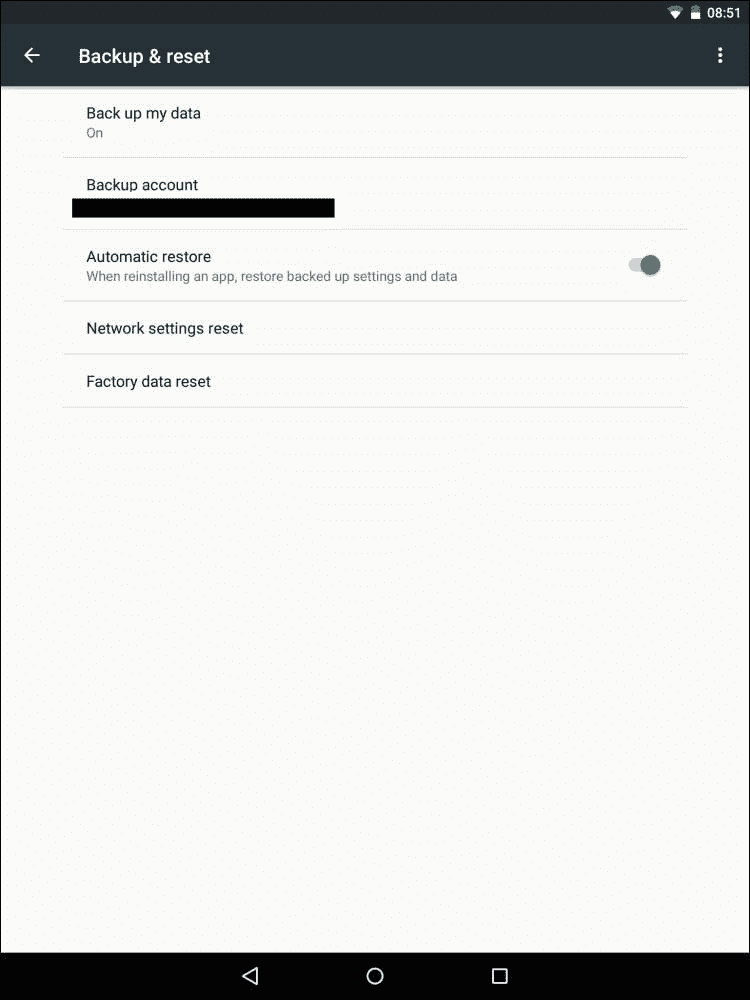 08:51
Backup & reset
Back up my data
On
Backup account
Automatic restore
When reinstalling an app, restore backed up settings and data
Network settings reset
Factory data reset